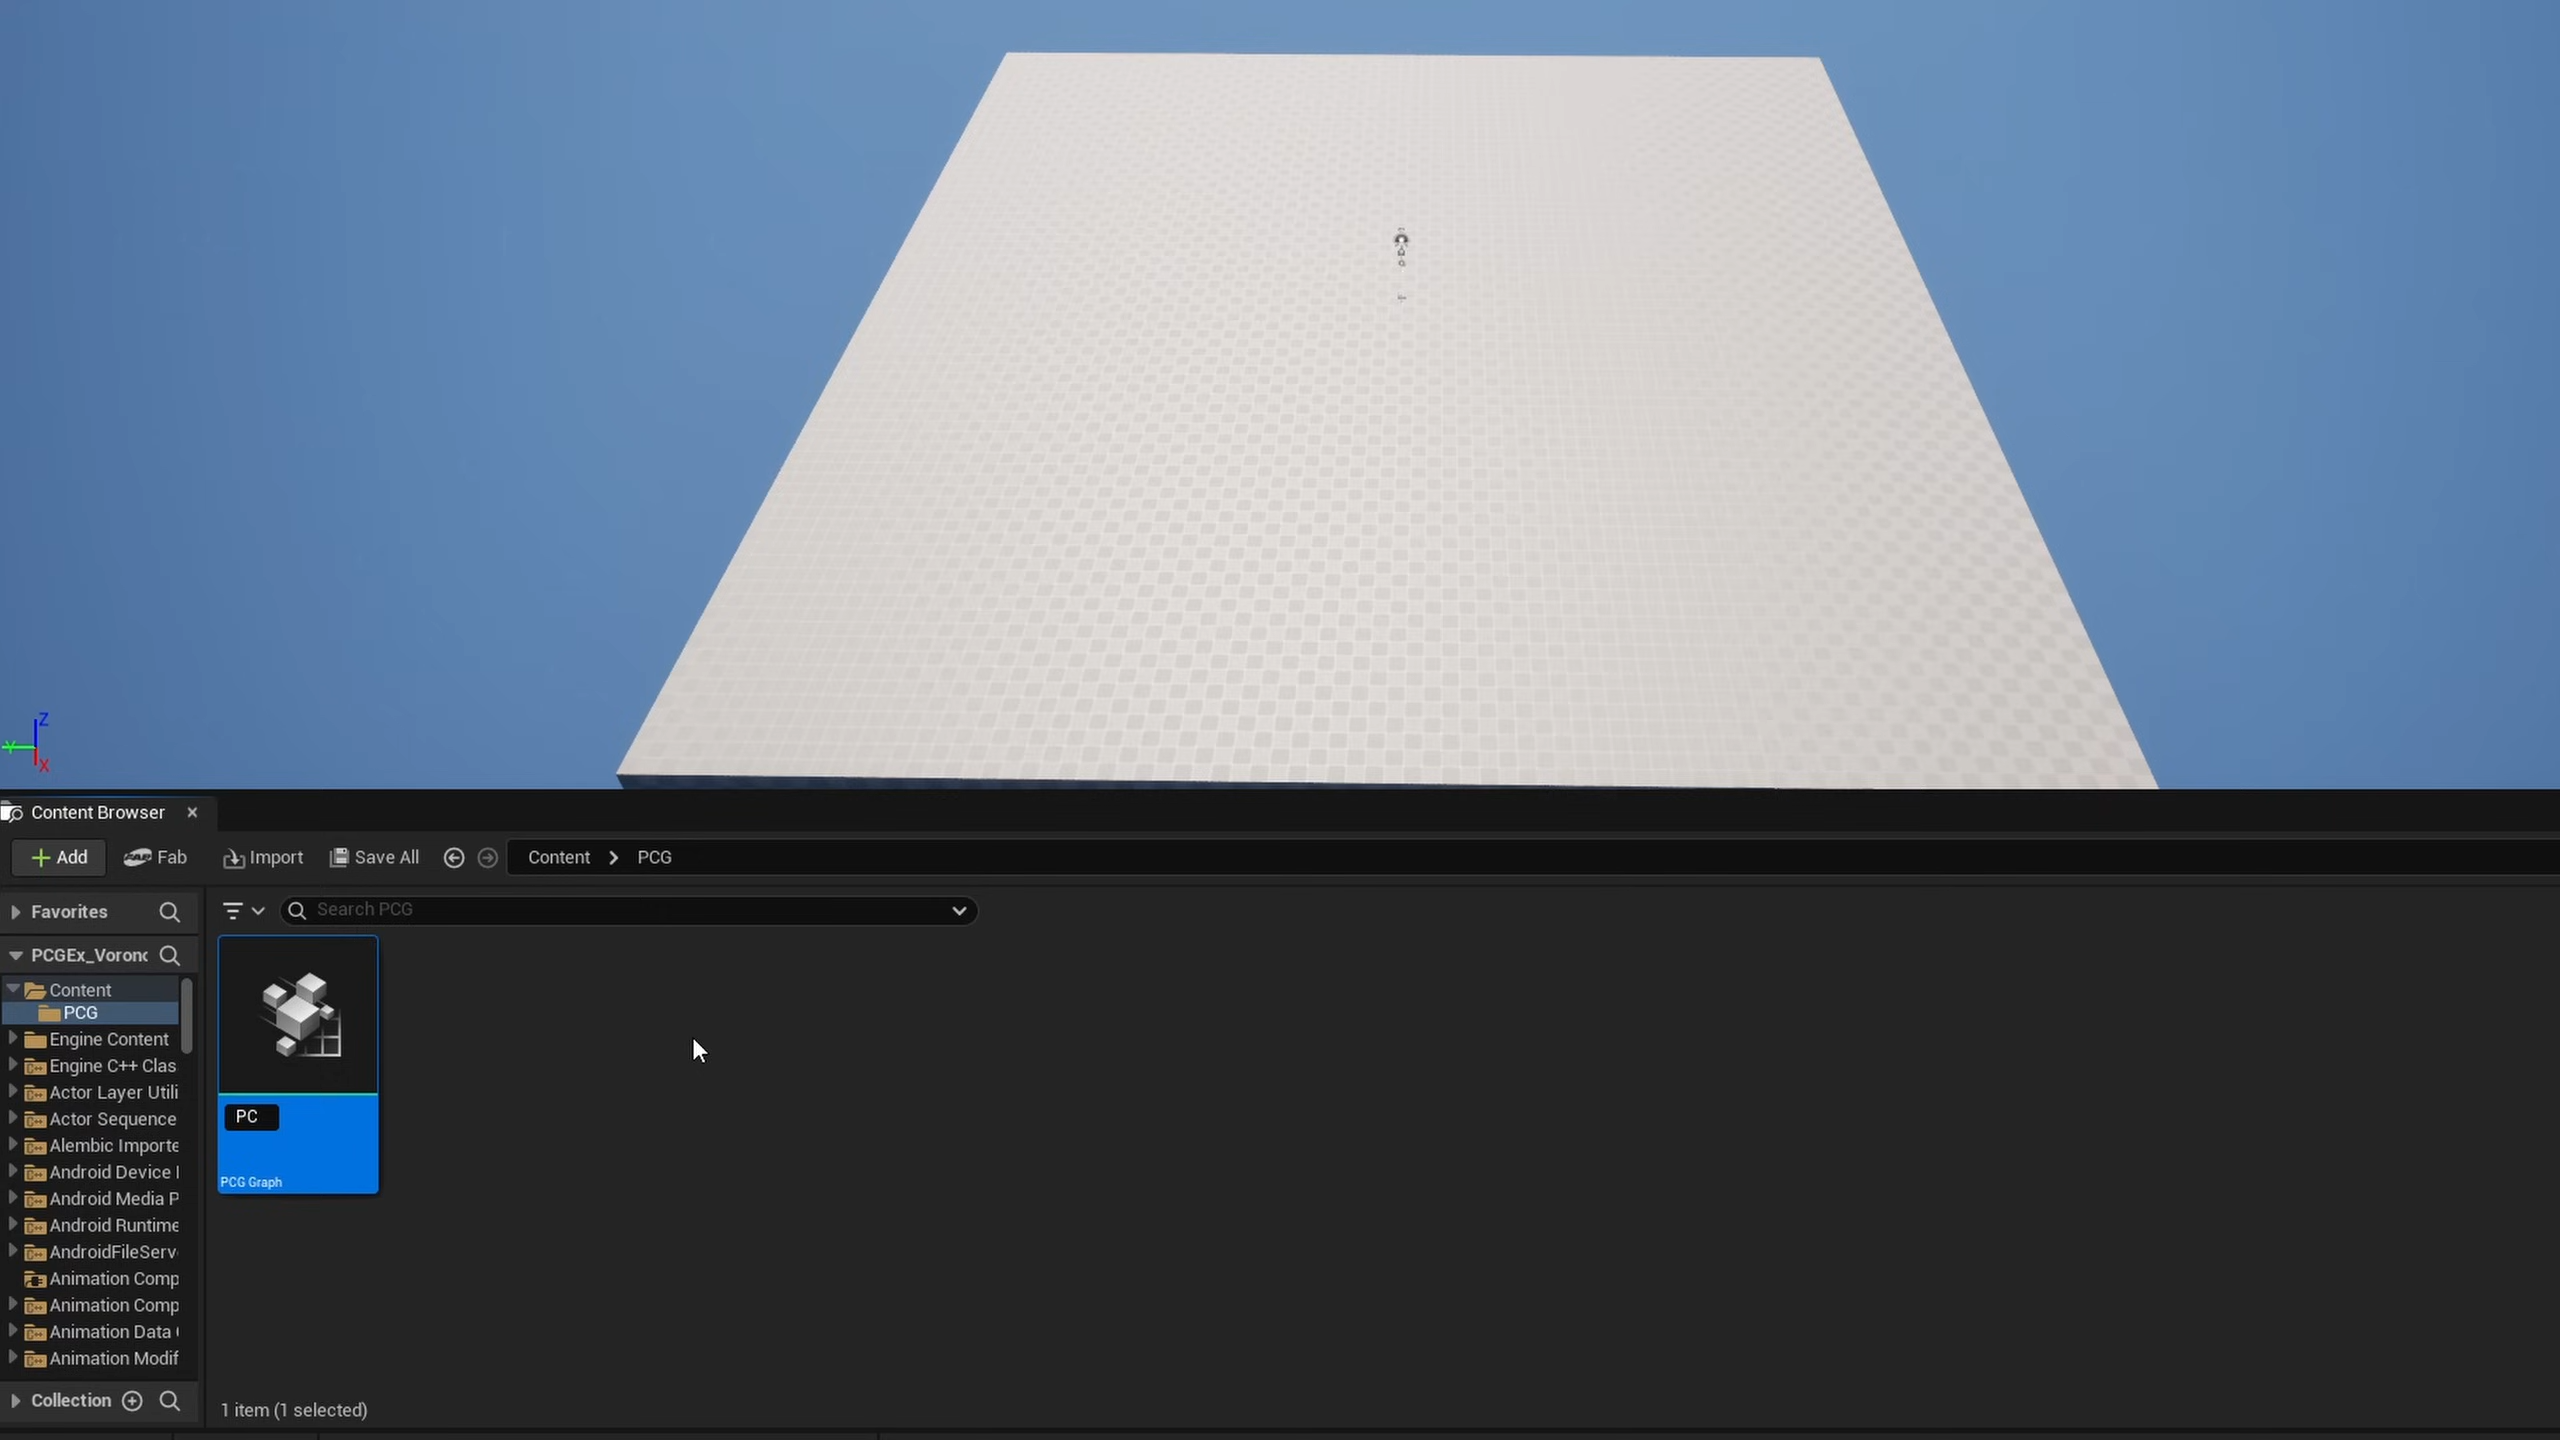 Z
Y
X
Content Browser
Add
Fab
Import
Save All
Content
PCG
Favorites
Search PCG
PCGEx_Voron
Content
PCG
Engine Content
Engine C++ Clas
Actor Layer Utili
Actor Sequence
Alembic Importe
Android Device
Android Media P
Android Runtime
AndroidFileServ
Animation Comp
Animation Comp
Animation Data
Animation Modif
PC
PCG Graph
Collection
1 item (1 selected)